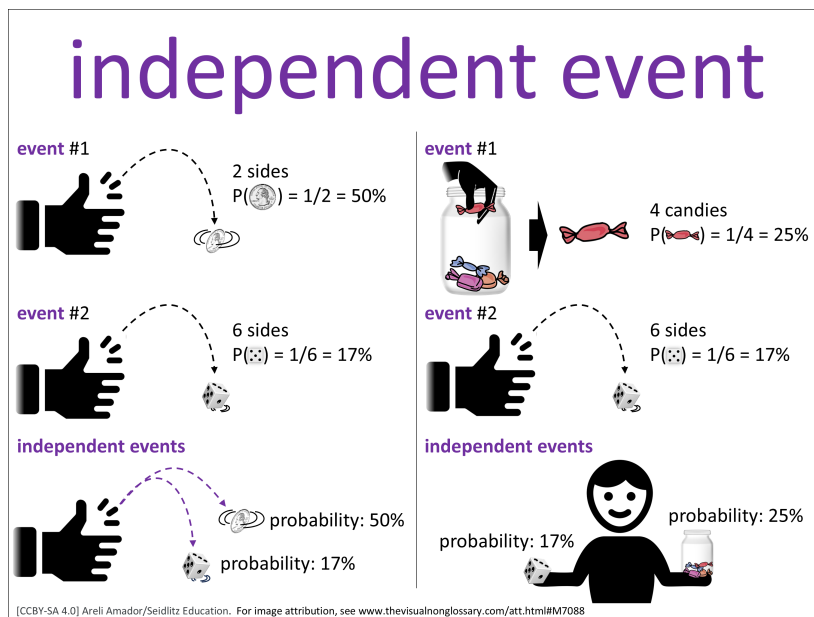 independent event
event #1
2 sides
P( ) = 1/2 = 50%
event #2
6 sides
P( ) = 1/6 = 17%
independent events
probability: 50%
probability: 17%
event #1
4 candies
P( ) = 1/4 = 25%
event #2
6 sides
P( ) = 1/6 = 17%
independent events
probability: 25%
probability: 17%
[CCBY-SA 4.0] Areli Amador/Seidlitz Education. For image attribution, see www.thevisualnonglossary.com/att.html#M7088